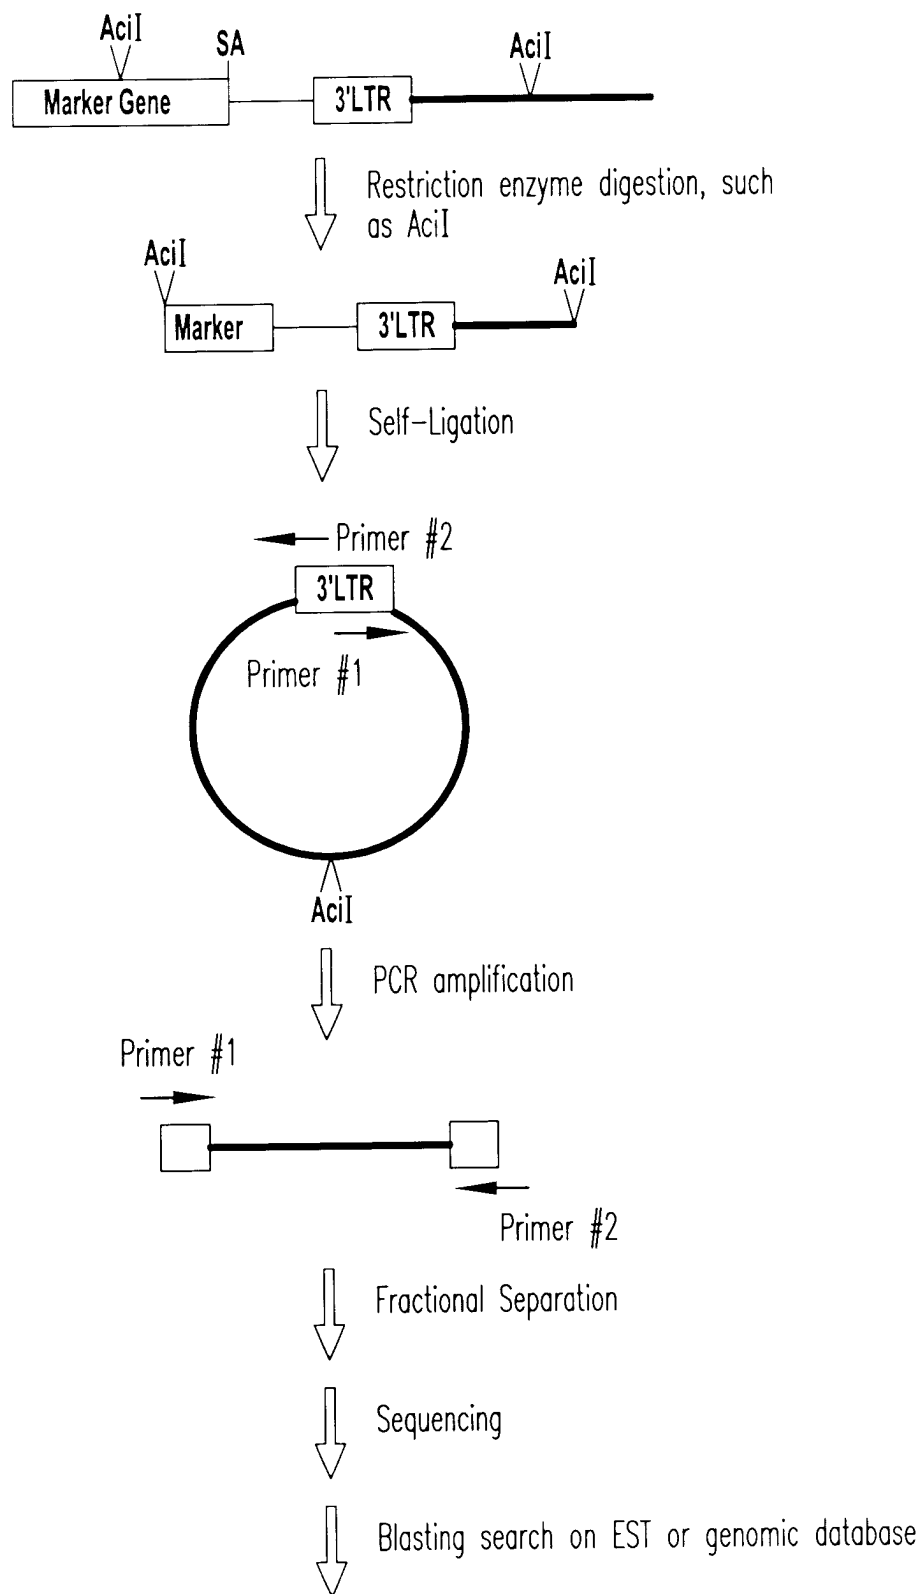 AciI
SA
AciI
Marker Gene
3'LTR
Restriction enzyme digestion, such
as AciI
AciI
AciI
Marker
3'LTR
Self-Ligation
Primer #2
3'LTR
Primer #1
AciI
PCR amplification
Primer #1
Primer #2
Fractional Separation
Sequencing
Blasting search on EST or genomic database